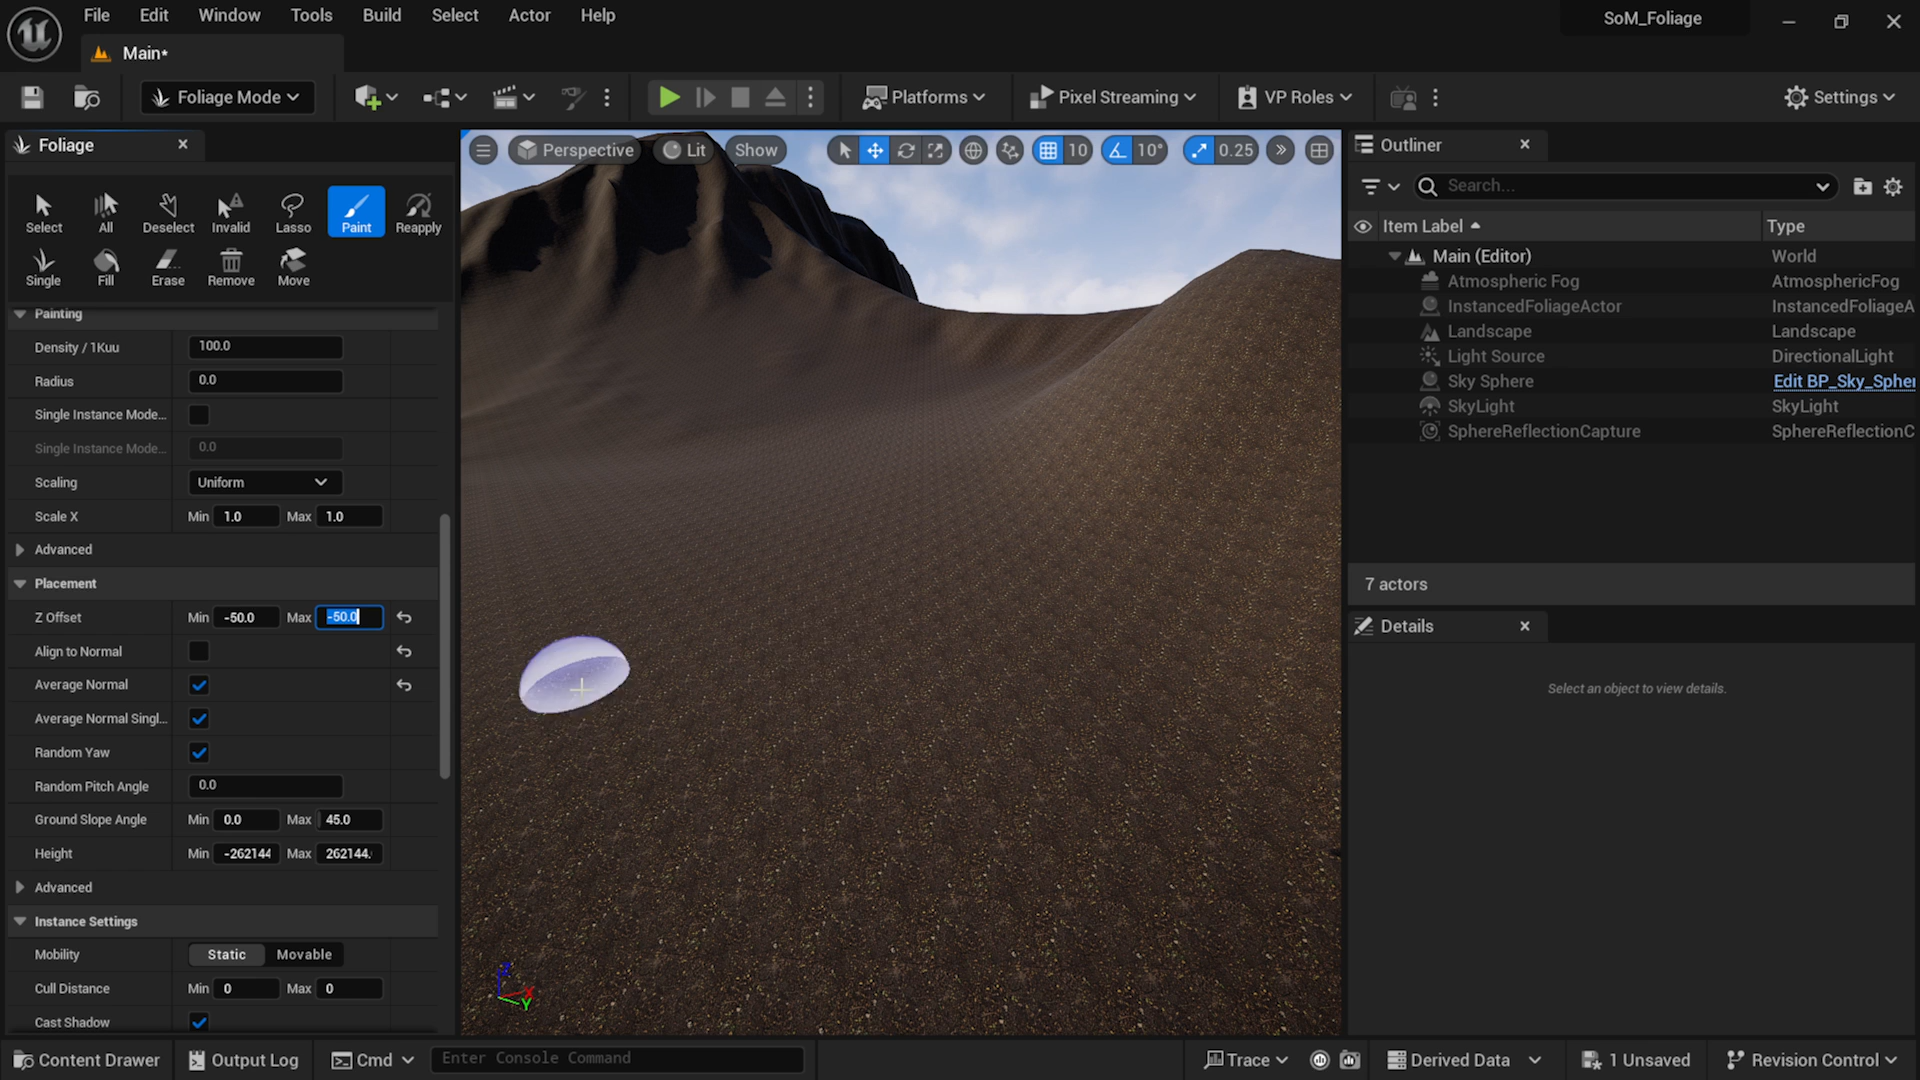 File Edit Window Tools Build Select Actor Help
SoM_Foliage
Main*
Foliage Mode
Platforms
Pixel Streaming
VP Roles
Settings
Foliage
Select All Deselect Invalid Lasso Paint Reapply
Single Fill Erase Remove Move
Painting
Density / 1Kuu 100.0
Radius 0.0
Single Instance Mode...
Single Instance Mode... 0.0
Scaling Uniform
Scale X Min 1.0 Max 1.0
Advanced
Placement
Z Offset Min -50.0 Max -50.0
Align to Normal
Average Normal
Average Normal Singl...
Random Yaw
Random Pitch Angle 0.0
Ground Slope Angle Min 0.0 Max 45.0
Height Min -262144 Max 262144.
Advanced
Instance Settings
Mobility Static Movable
Cull Distance Min 0 Max 0
Cast Shadow
Perspective Lit Show 10 10° 0.25
Z X Y
Outliner
Search...
Item Label Type
Main (Editor) World
Atmospheric Fog AtmosphericFog
InstancedFoliageActor InstancedFoliageA
Landscape Landscape
Light Source DirectionalLight
Sky Sphere Edit BP_Sky_Spher
SkyLight SkyLight
SphereReflectionCapture SphereReflectionC
7 actors
Details
Select an object to view details.
Content Drawer Output Log Cmd Enter Console Command Trace Derived Data 1 Unsaved Revision Control